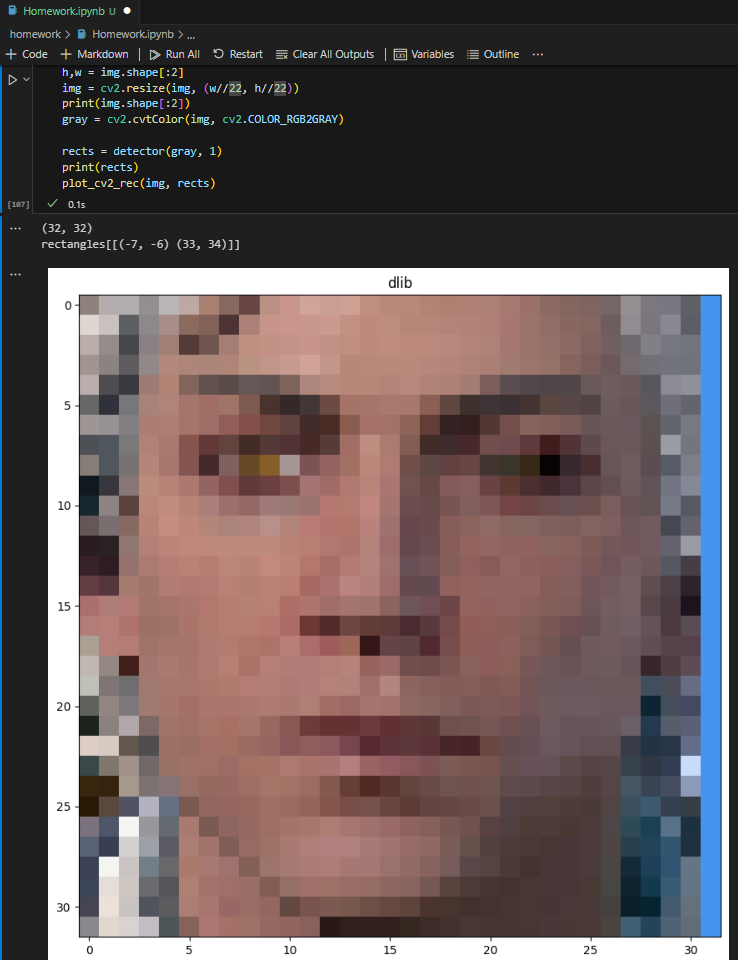 Homework.ipynb U
homework > Homework.ipynb > ...
+ Code + Markdown | Run All Restart Clear All Outputs | Variables Outline ...
h,w = img.shape[:2]
img = cv2.resize(img, (w//22, h//22))
print(img.shape[:2])
gray = cv2.cvtColor(img, cv2.COLOR_RGB2GRAY)
rects = detector(gray, 1)
print(rects)
plot_cv2_rec(img, rects)
[107] 0.1s
... (32, 32)
rectangles[[(-7, -6) (33, 34)]]
...
dlib
0
5
10
15
20
25
30
0 5 10 15 20 25 30